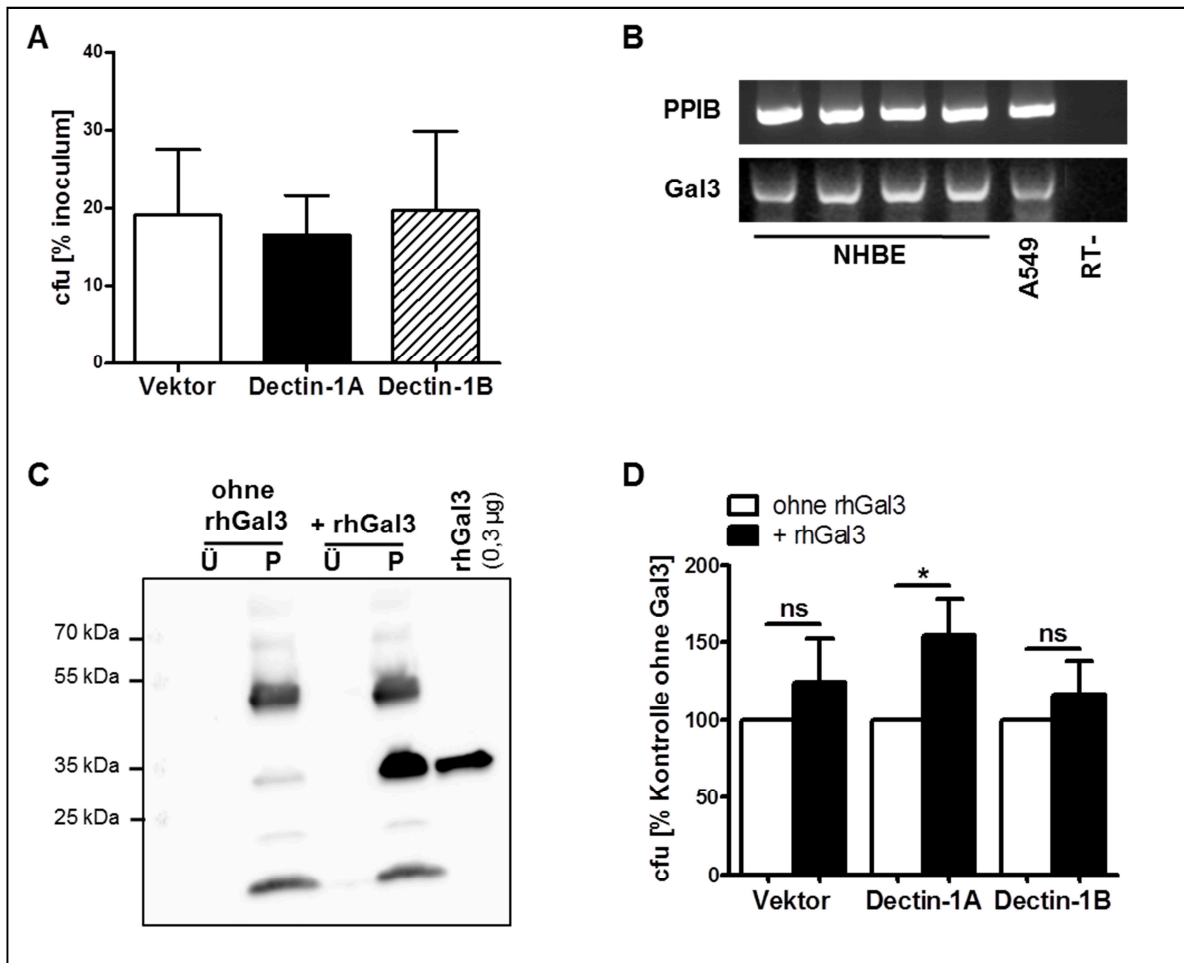 A
cfu [% inoculum]
40
30
20
10
0
Vektor
Dectin-1A
Dectin-1B
B
PPIB
Gal3
NHBE
A549
RT-
C
ohne
rhGal3
+ rhGal3
rhGal3
(0,3 µg)
Ü
P
Ü
P
70 kDa
55 kDa
35 kDa
25 kDa
D
ohne rhGal3
+ rhGal3
cfu [% Kontrolle ohne Gal3]
200
150
100
50
0
ns
*
ns
Vektor
Dectin-1A
Dectin-1B